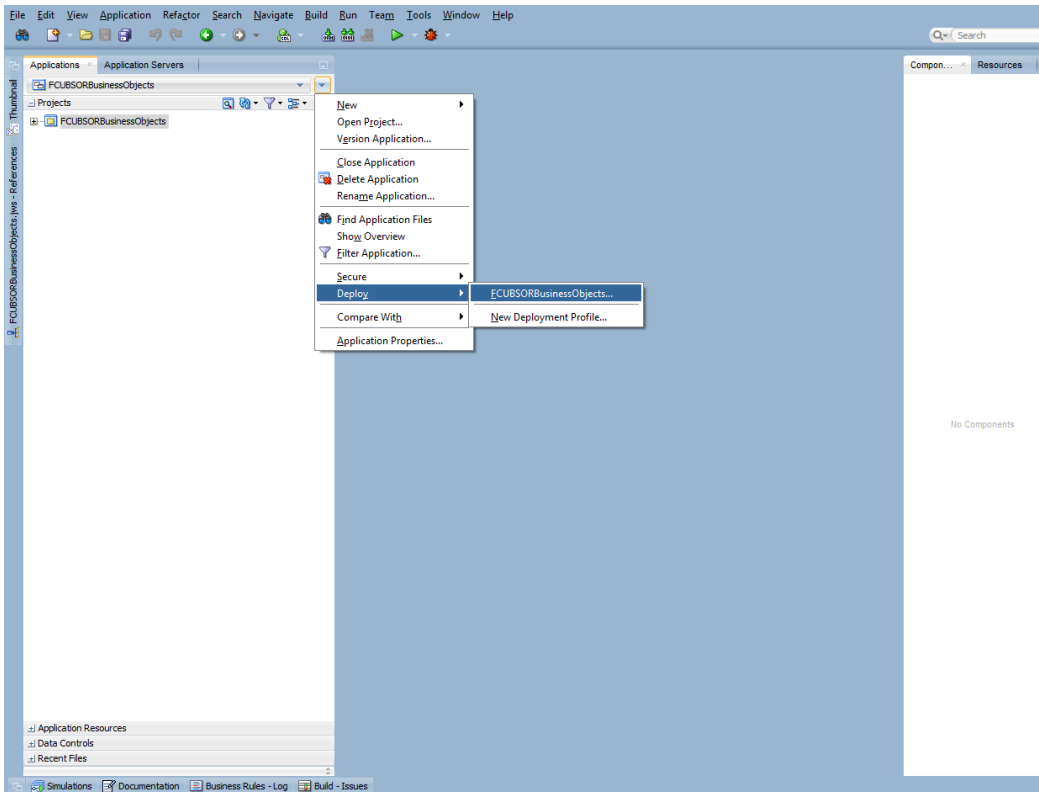 File Edit View Application Refactor Search Navigate Build Run Team Tools Window Help
Search
Applications Application Servers
Compon... Resources
FCUBSORBusinessObjects
Projects
FCUBSORBusinessObjects
Thumbnail
FCUBSORBusinessObjects.jws - References
New
Open Project...
Version Application...
Close Application
Delete Application
Rename Application...
Find Application Files
Show Overview
Filter Application...
Secure
Deploy
Compare With
Application Properties...
FCUBSORBusinessObjects...
New Deployment Profile...
No Components
Application Resources
Data Controls
Recent Files
Simulations Documentation Business Rules - Log Build - Issues